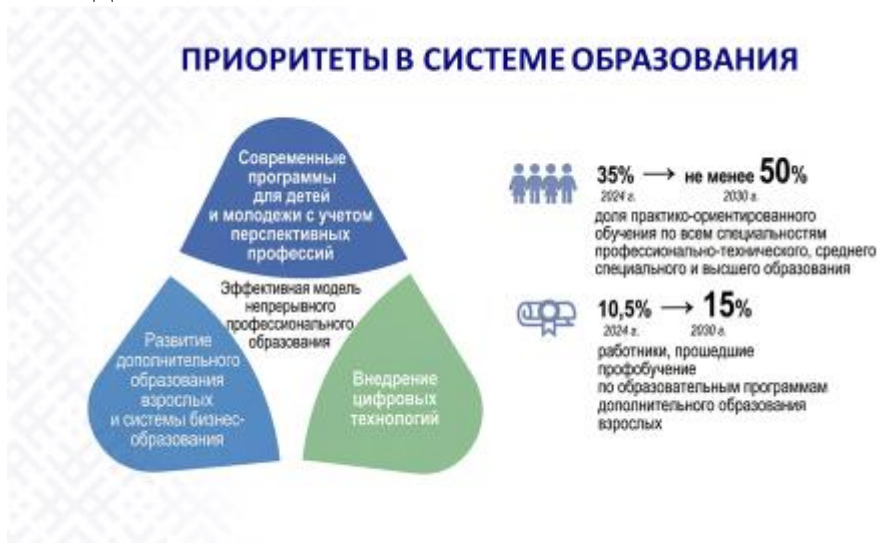 ПРИОРИТЕТЫ В СИСТЕМЕ ОБРАЗОВАНИЯ
Современные
программы
для детей
и молодежи с учетом
перспективных
профессий
Эффективная модель
непрерывного
профессионального
образования
Развитие
дополнительного
образования
взрослых
и системы бизнес-
образования
Внедрение
цифровых
технологий
35% → не менее 50%
2024 г. 2030 г.
доля практико-ориентированного
обучения по всем специальностям
профессионально-технического, среднего
специального и высшего образования
10,5% → 15%
2024 г. 2030 г.
работники, прошедшие
профобучение
по образовательным программам
дополнительного образования
взрослых